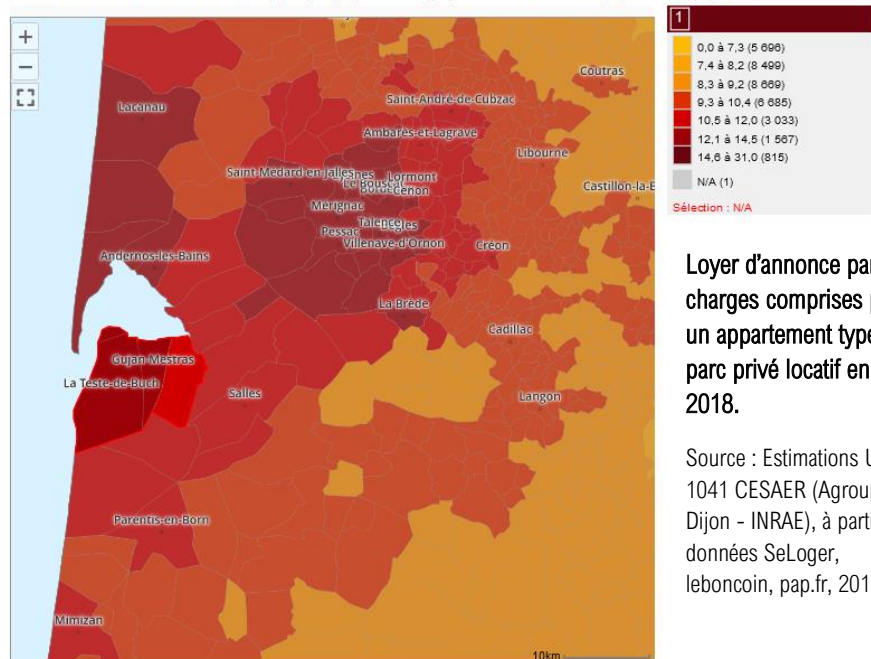 1
0,0 à 7,3 (5 696)
7,4 à 8,2 (8 499)
8,3 à 9,2 (8 669)
9,3 à 10,4 (6 685)
10,5 à 12,0 (3 033)
12,1 à 14,5 (1 567)
14,6 à 31,0 (815)
N/A (1)
Sélection : N/A
+
−
Coutras
Lacanau
Saint-André-de-Cubzac
Ambarès-et-Lagrave
Libourne
Saint-Medard-en-Jalles
Lormont
Le Bouscat
Cenon
Castillon-la-
Mérignac
Talence
Pessac
Villenave-d'Ornon
Créon
Andernos-les-Bains
La Brède
Cadillac
Gujan-Mestras
La Teste-de-Buch
Salles
Langon
Parentis-en-Born
Mimizan
10km
Loyer d'annonce par
charges comprises
un appartement type
parc privé locatif en
2018.
Source : Estimations U
1041 CESAER (Agroup
Dijon - INRAE), à parti
données SeLoger,
leboncoin, pap.fr, 201